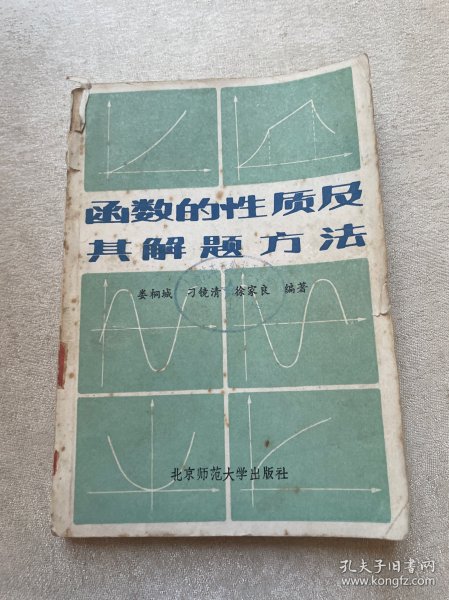 函数的性质及
其解题方法
娄桐城 刁镜清 徐家良 编著
北京师范大学出版社
孔夫子旧书网
www.kongfz.com